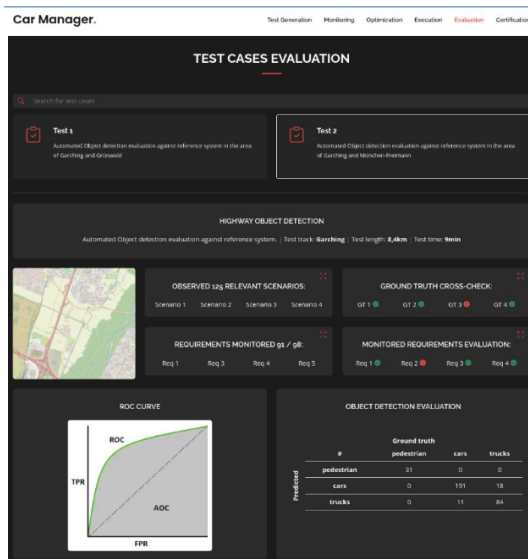 Car Manager.
Test Generation Monitoring Optimization Execution Evaluation Certification
TEST CASES EVALUATION
Search for test cases
Test 1
Automated Object detection evaluation against reference system in the area
of Garching and Grünwald
Test 2
Automated Object detection evaluation against reference system in the area
of Garching and München-Freimann
HIGHWAY OBJECT DETECTION
Automated Object detection evaluation against reference system. | Test track: Garching | Test length: 8,4km | Test time: 9min
OBSERVED 125 RELEVANT SCENARIOS:
Scenario 1 Scenario 2 Scenario 3 Scenario 4
GROUND TRUTH CROSS-CHECK:
GT 1 GT 2 GT 3 GT 4
REQUIREMENTS MONITORED 91 / 98:
Req 1 Req 3 Req 4 Req 5
MONITORED REQUIREMENTS EVALUATION:
Req 1 Req 2 Req 3 Req 4
ROC CURVE
ROC
TPR
AOC
FPR
OBJECT DETECTION EVALUATION
Ground truth
# pedestrian cars trucks
Predicted
pedestrian 31 0 0
cars 0 191 18
trucks 0 11 84